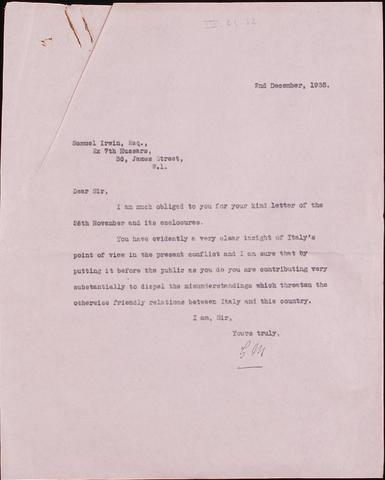 2nd December, 1935.
Samuel Irwin, Esq.,
Ex 7th Hussars,
James Street,
W.1.
Dear Sir,
I am much obliged to you for your kind letter of the
November and its enclosures.
You have evidently a very clear insight of Italy's
point of view in the present conflict and I am sure that by
putting it before the public as you do you are contributing very
substantially to dispel the misunderstandings which threaten the
otherwise friendly relations between Italy and this country.
I am, Sir,
Yours truly,